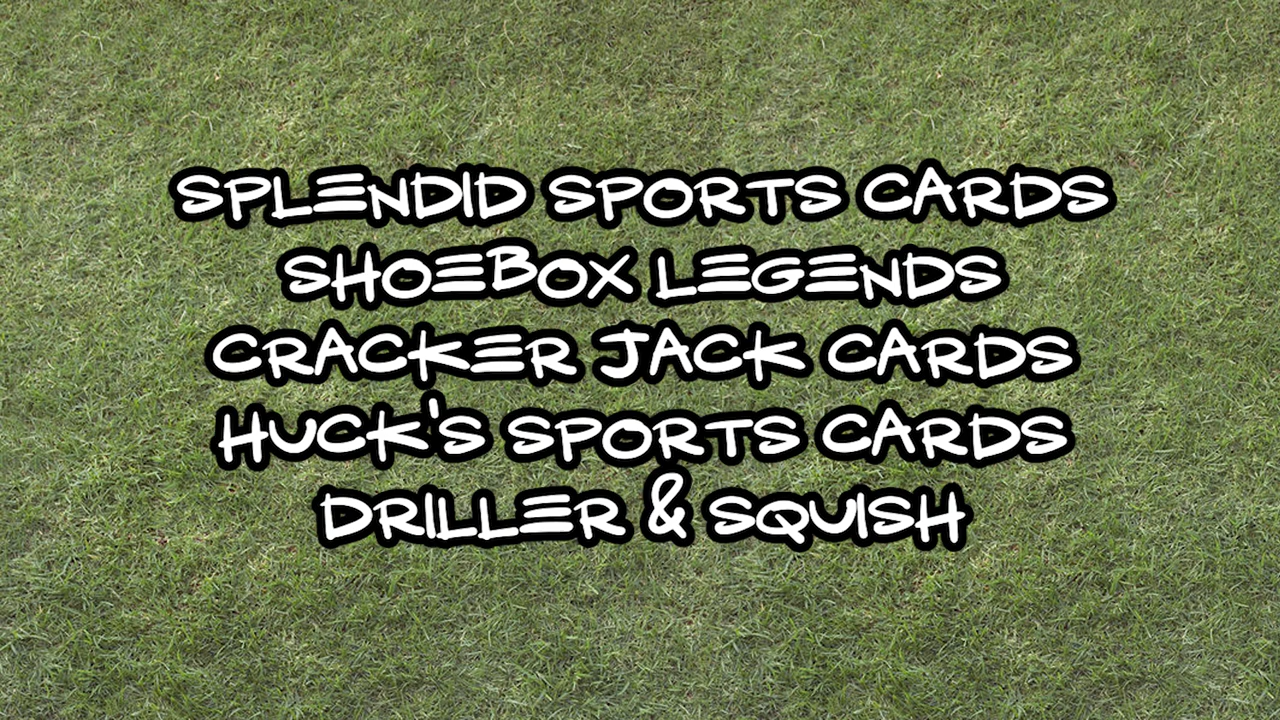 SPLENDID SPORTS CARDS
SHOEBOX LEGENDS
CRACKER JACK CARDS
HUCK'S SPORTS CARDS
DRILLER & SQUISH